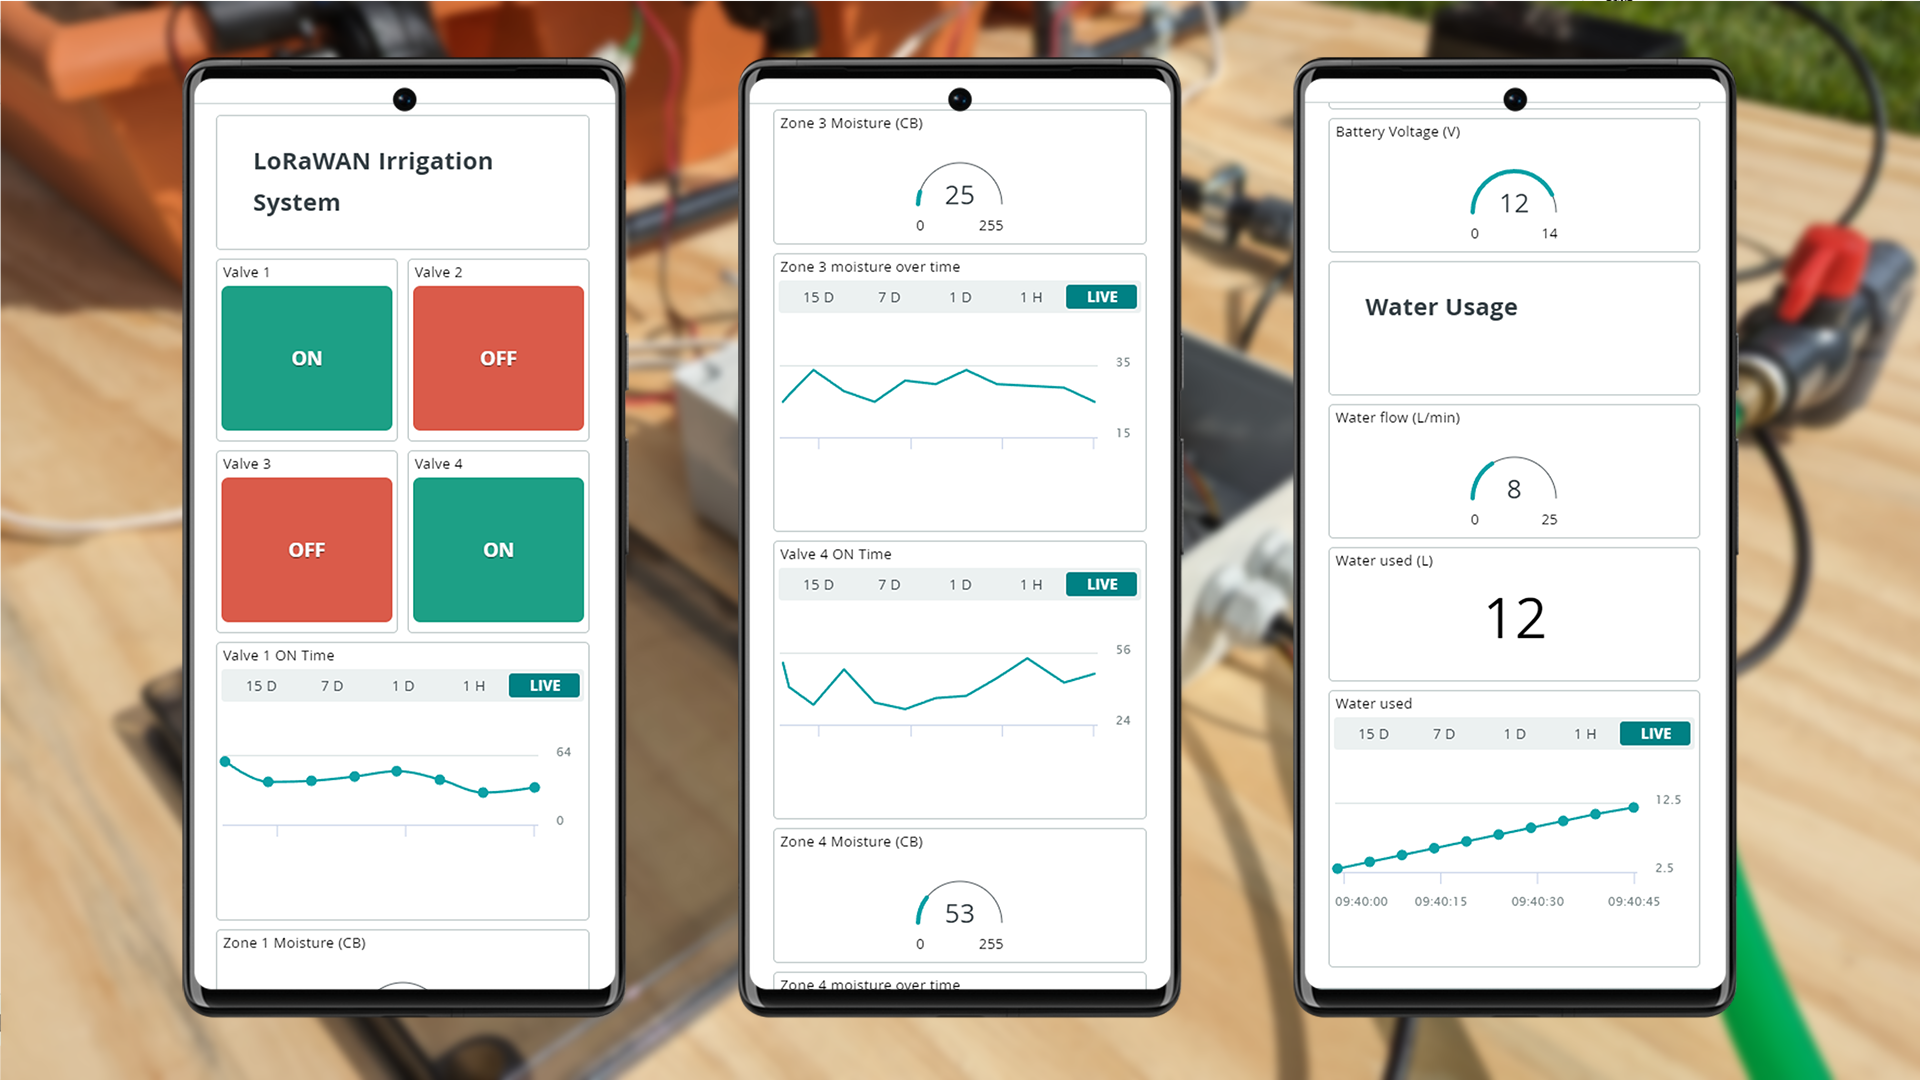 LoRaWAN Irrigation
System
Valve 1
Valve 2
ON
OFF
Valve 3
Valve 4
OFF
ON
Valve 1 ON Time
15 D 7 D 1 D 1 H LIVE
64
0
Zone 1 Moisture (CB)
Zone 3 Moisture (CB)
25
0 255
Zone 3 moisture over time
15 D 7 D 1 D 1 H LIVE
35
15
Valve 4 ON Time
15 D 7 D 1 D 1 H LIVE
56
24
Zone 4 Moisture (CB)
53
0 255
Zone 4 moisture over time
Battery Voltage (V)
12
0 14
Water Usage
Water flow (L/min)
8
0 25
Water used (L)
12
Water used
15 D 7 D 1 D 1 H LIVE
12.5
2.5
09:40:00 09:40:15 09:40:30 09:40:45